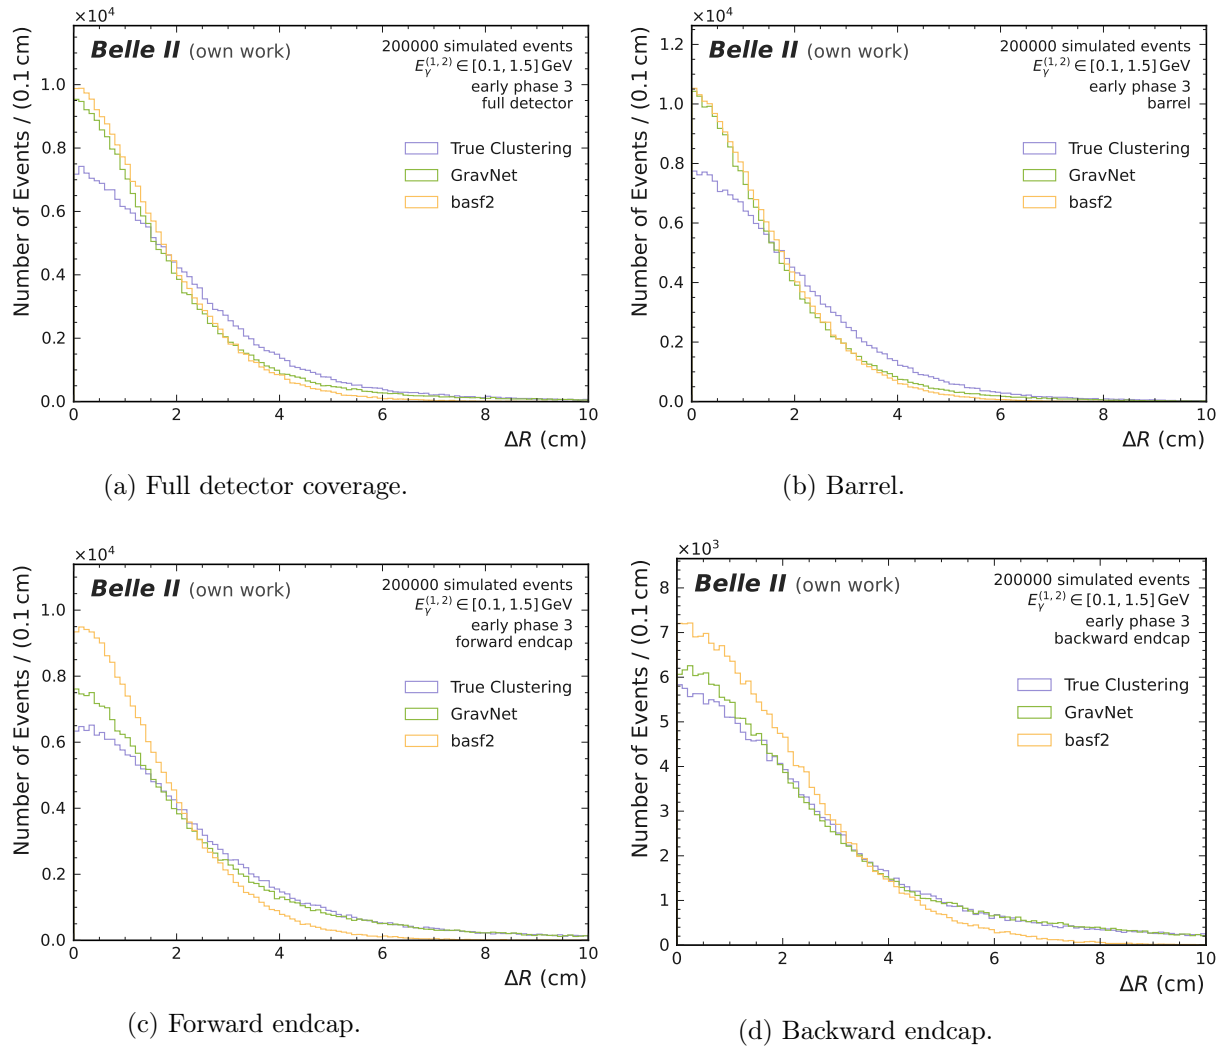 ×10⁴
Belle II (own work)
200000 simulated events
E_γ^(1, 2) ∈ [0.1, 1.5] GeV
early phase 3
full detector
True Clustering
GravNet
basf2
Number of Events / (0.1 cm)
1.0
0.8
0.6
0.4
0.2
0.0
0 2 4 6 8 10
ΔR (cm)
(a) Full detector coverage.
×10⁴
Belle II (own work)
200000 simulated events
E_γ^(1, 2) ∈ [0.1, 1.5] GeV
early phase 3
barrel
True Clustering
GravNet
basf2
Number of Events / (0.1 cm)
1.2
1.0
0.8
0.6
0.4
0.2
0.0
0 2 4 6 8 10
ΔR (cm)
(b) Barrel.
×10⁴
Belle II (own work)
200000 simulated events
E_γ^(1, 2) ∈ [0.1, 1.5] GeV
early phase 3
forward endcap
True Clustering
GravNet
basf2
Number of Events / (0.1 cm)
1.0
0.8
0.6
0.4
0.2
0.0
0 2 4 6 8 10
ΔR (cm)
(c) Forward endcap.
×10³
Belle II (own work)
200000 simulated events
E_γ^(1, 2) ∈ [0.1, 1.5] GeV
early phase 3
backward endcap
True Clustering
GravNet
basf2
Number of Events / (0.1 cm)
8
7
6
5
4
3
2
1
0
0 2 4 6 8 10
ΔR (cm)
(d) Backward endcap.